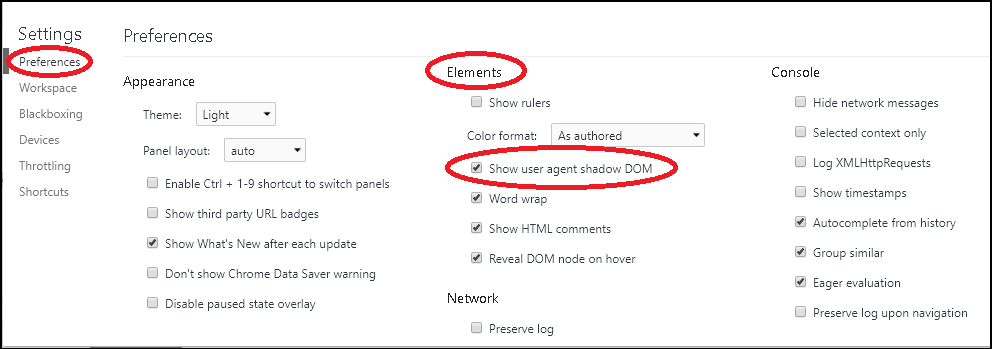 Settings
Preferences
Workspace
Blackboxing
Devices
Throttling
Shortcuts
Preferences
Appearance
Theme: Light
Panel layout: auto
Enable Ctrl + 1-9 shortcut to switch panels
Show third party URL badges
Show What's New after each update
Don't show Chrome Data Saver warning
Disable paused state overlay
Elements
Show rulers
Color format: As authored
Show user agent shadow DOM
Word wrap
Show HTML comments
Reveal DOM node on hover
Network
Preserve log
Console
Hide network messages
Selected context only
Log XMLHttpRequests
Show timestamps
Autocomplete from history
Group similar
Eager evaluation
Preserve log upon navigation